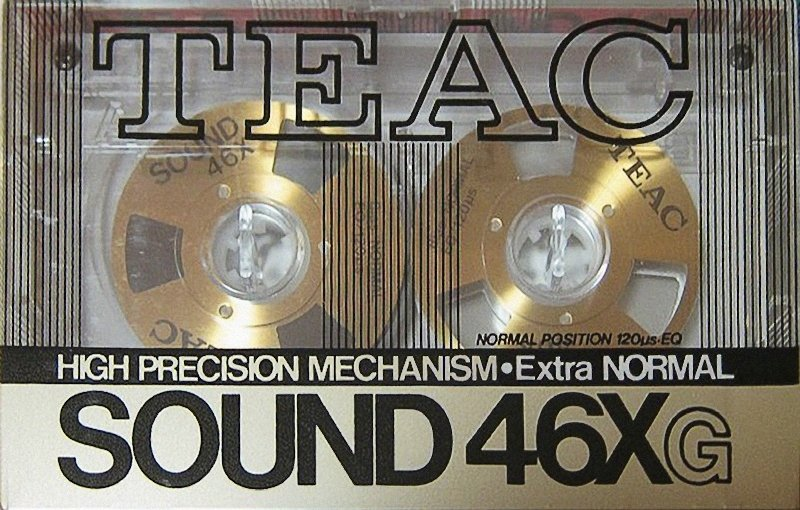 TEAC
SOUND
46X
TEAC
TEAC
NORMAL POSITION 120µs·EQ
HIGH PRECISION MECHANISM•Extra NORMAL
SOUND 46XG